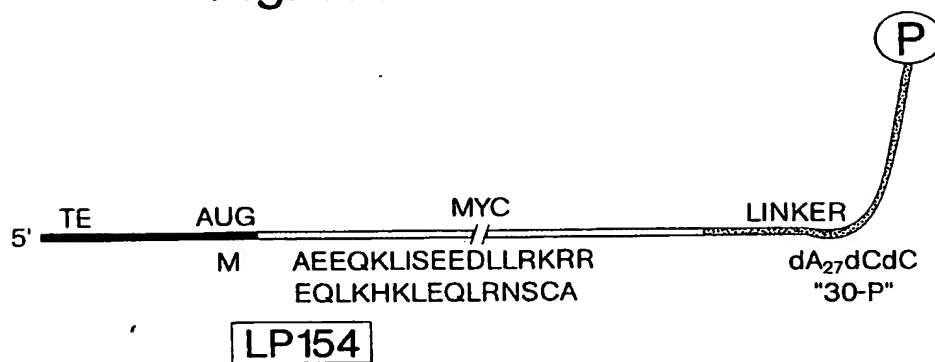 P
TE AUG MYC LINKER
5'
M AEEQKLISEEDLLRKRR dA27dCdC
EQLKHKLEQLRNSCA "30-P"
LP154